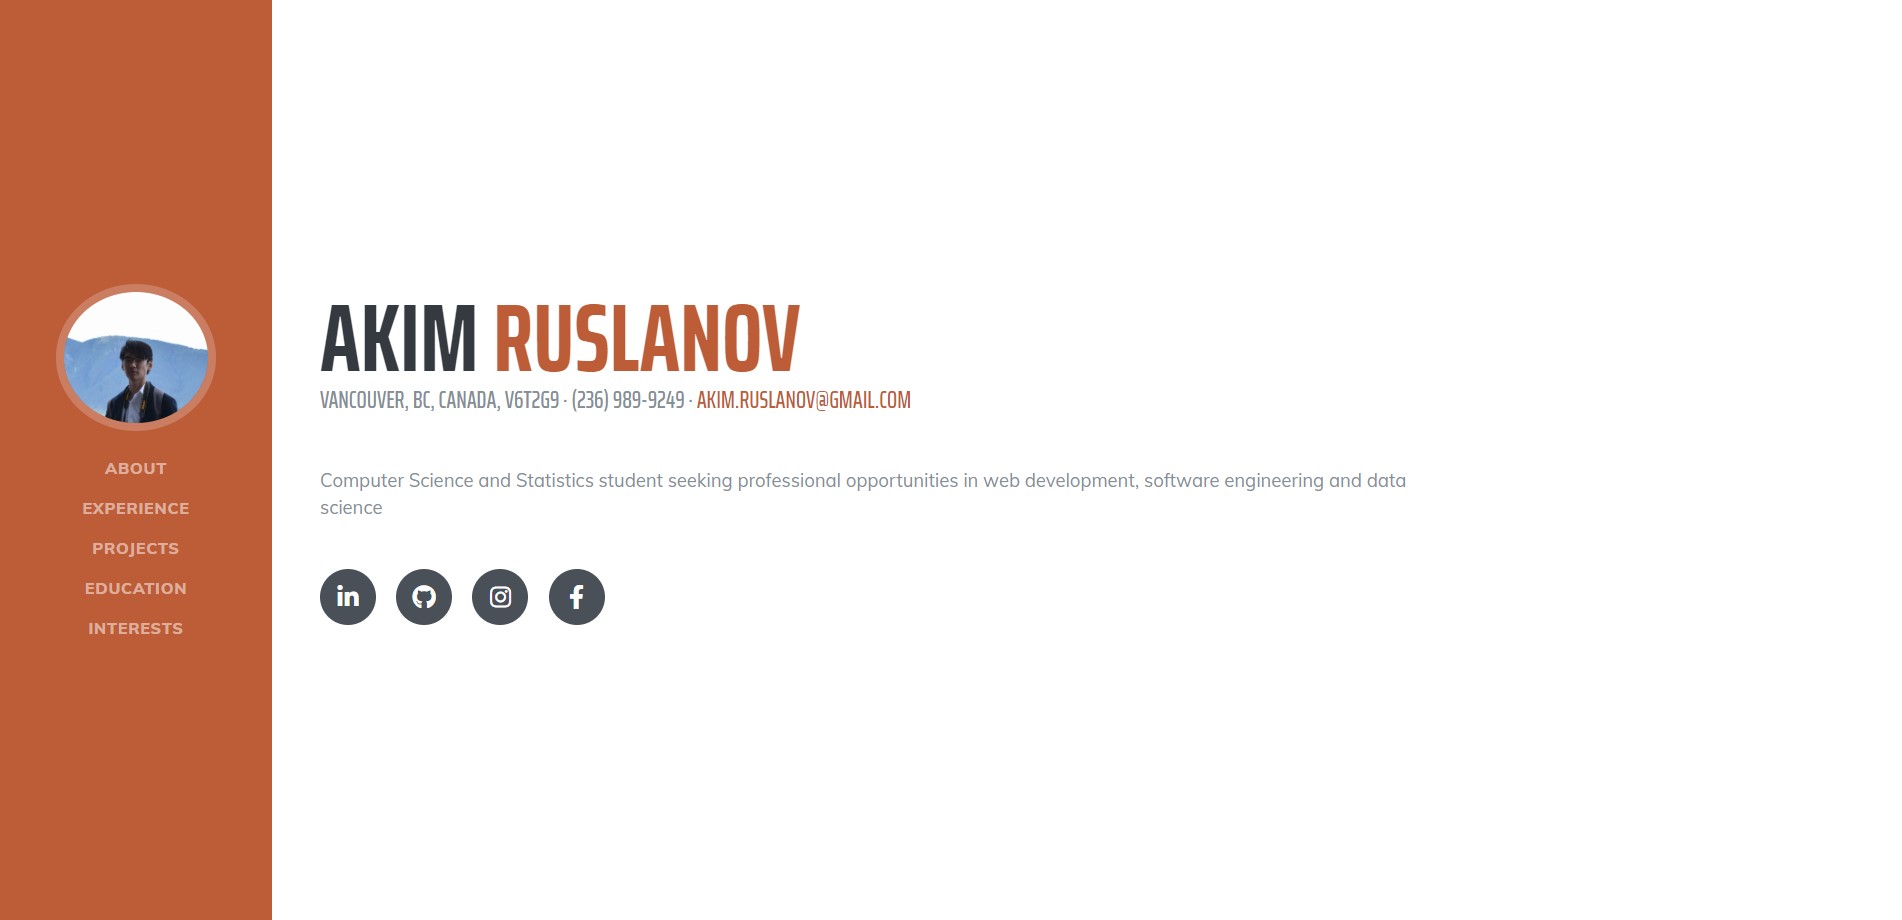 ABOUT
EXPERIENCE
PROJECTS
EDUCATION
INTERESTS
AKIM RUSLANOV
VANCOUVER, BC, CANADA, V6T2G9 · (236) 989-9249 · AKIM.RUSLANOV@GMAIL.COM
Computer Science and Statistics student seeking professional opportunities in web development, software engineering and data
science
in
f